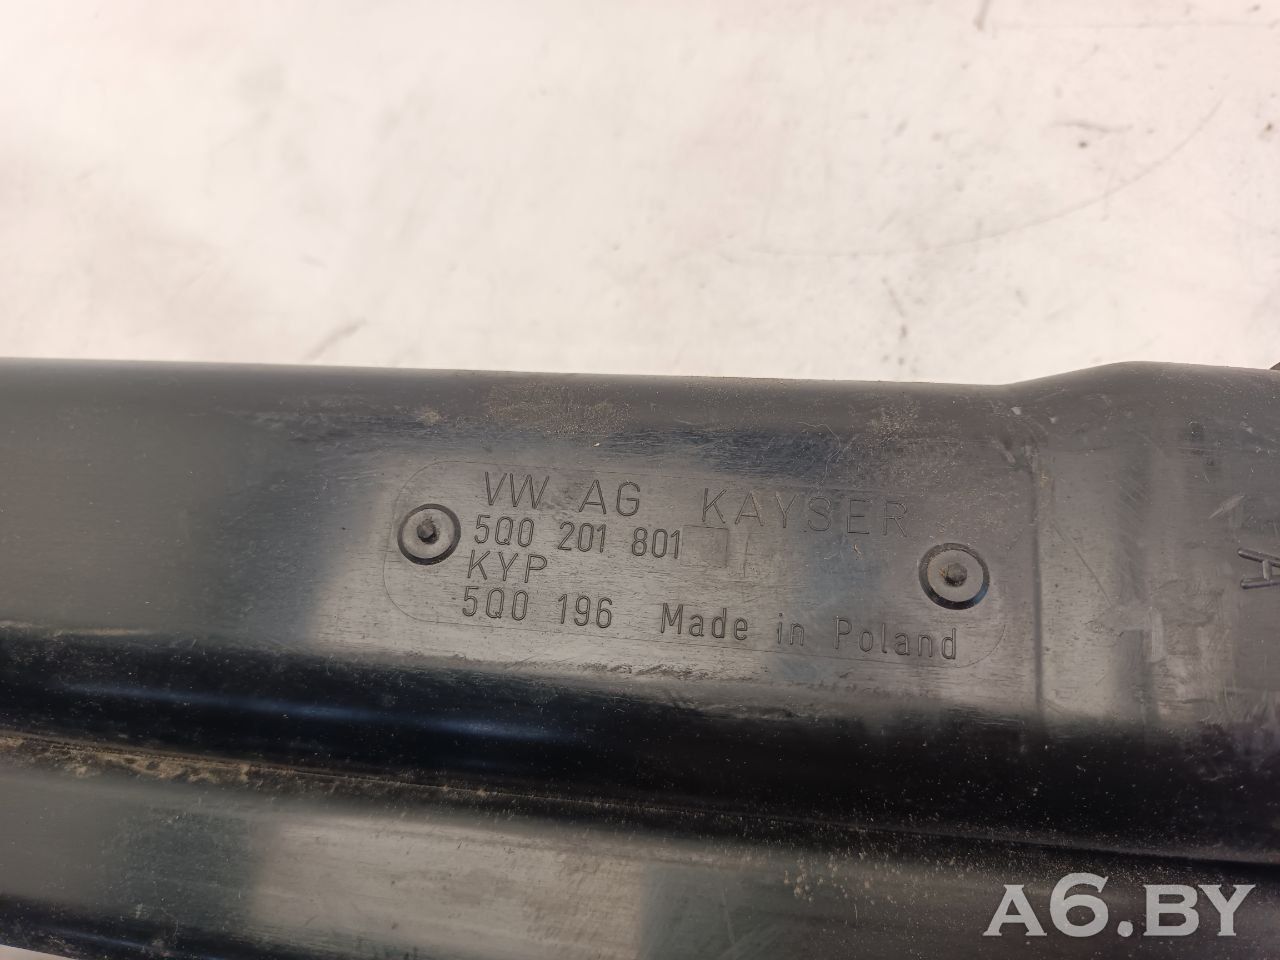 VW AG KAYSER
5Q0 201 801
KYP
5Q0 196 Made in Poland
A
A6.BY